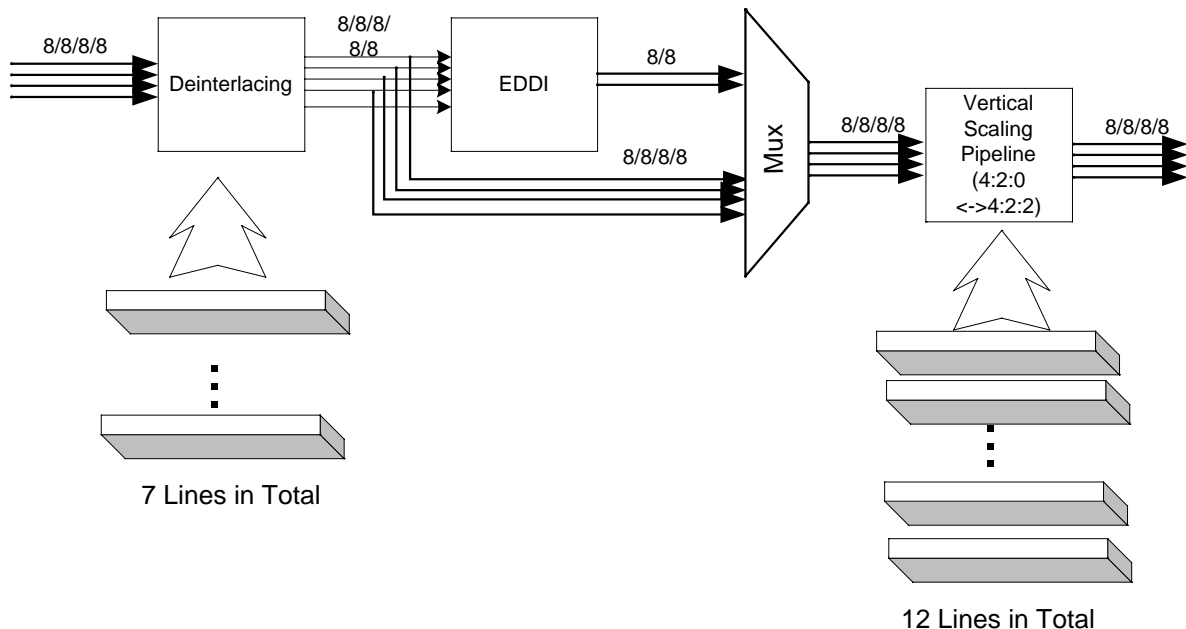 8/8/8/8
Deinterlacing
8/8/8/
8/8
EDDI
8/8
8/8/8/8
Mux
8/8/8/8
Vertical
Scaling
Pipeline
(4:2:0
<->4:2:2)
8/8/8/8
7 Lines in Total
12 Lines in Total